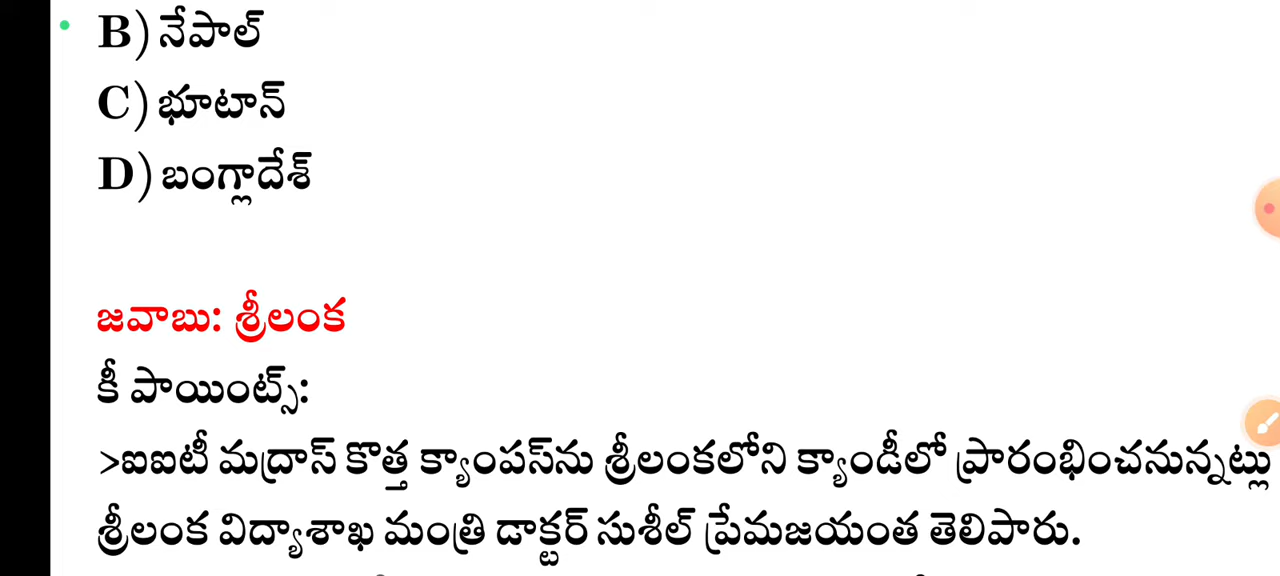 B) నేపాల్
C) భూటాన్
D) బంగ్లాదేశ్
జవాబు: శ్రీలంక
కీ పాయింట్స్:
>ఐఐటీ మద్రాస్ కొత్త క్యాంపస్‌ను శ్రీలంకలోని క్యాండీలో ప్రారంభించనున్నట్లు
శ్రీలంక విద్యాశాఖ మంత్రి డాక్టర్ సుశీల్ ప్రేమజయంత తెలిపారు.